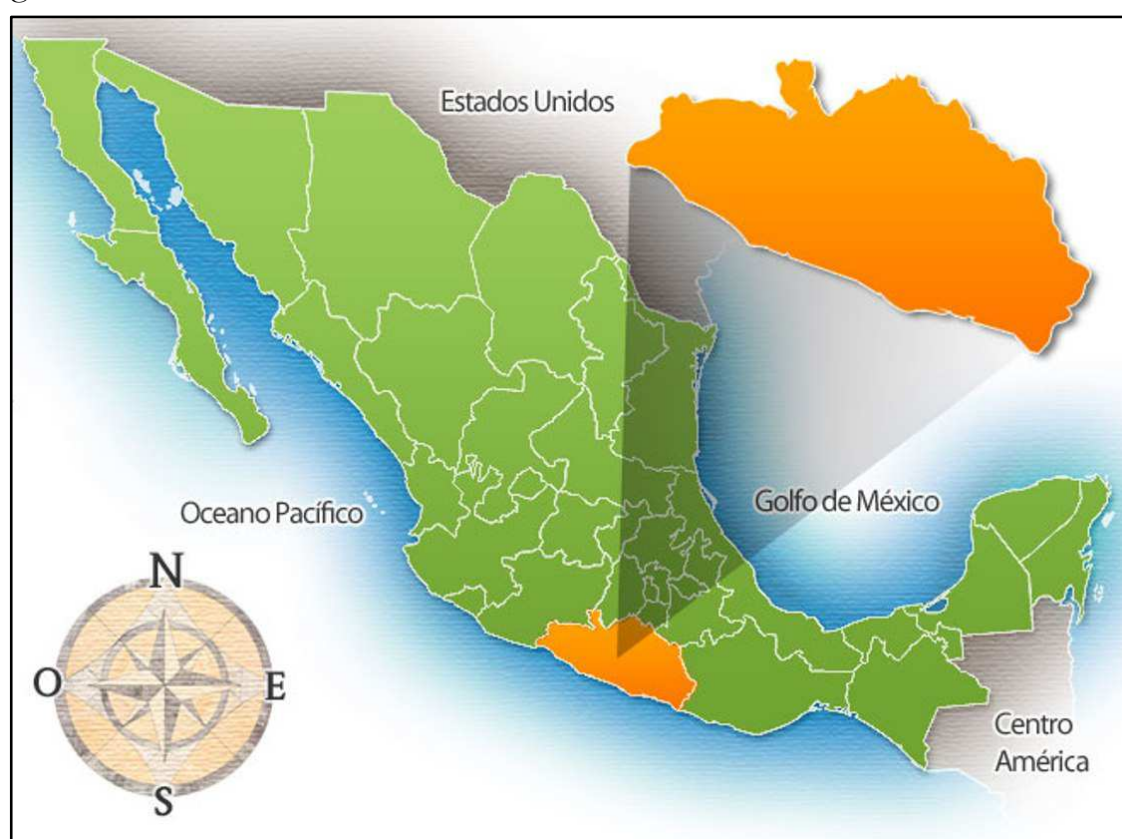 Estados Unidos
Oceano Pacífico
Golfo de México
N
O
E
S
Centro
América